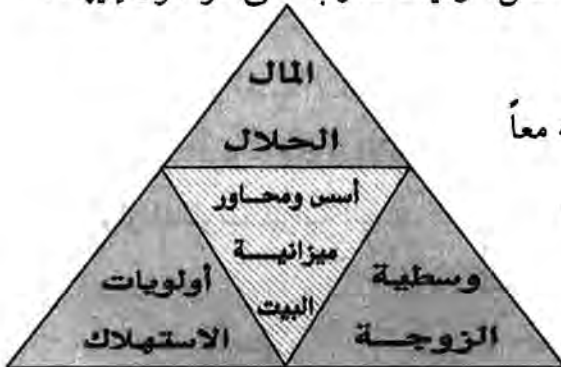 المال
الحلال
معاً
أسس ومحاور
ميزانية
البيت
وسطية
الزوجة
أولويات
الاستهلاك